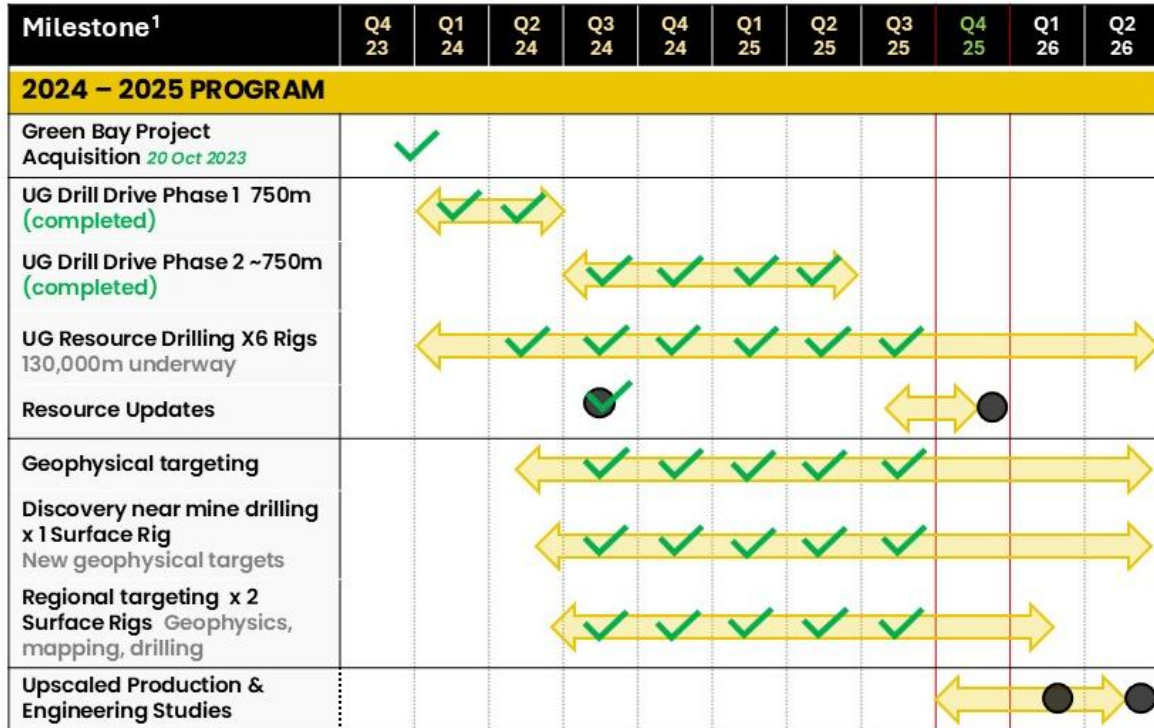 Milestone¹
Q4 23
Q1 24
Q2 24
Q3 24
Q4 24
Q1 25
Q2 25
Q3 25
Q4 25
Q1 26
Q2 26
2024 – 2025 PROGRAM
Green Bay Project
Acquisition 20 Oct 2023
UG Drill Drive Phase 1 750m
(completed)
UG Drill Drive Phase 2 ~750m
(completed)
UG Resource Drilling X6 Rigs
130,000m underway
Resource Updates
Geophysical targeting
Discovery near mine drilling
x 1 Surface Rig
New geophysical targets
Regional targeting x 2
Surface Rigs Geophysics,
mapping, drilling
Upscaled Production &
Engineering Studies